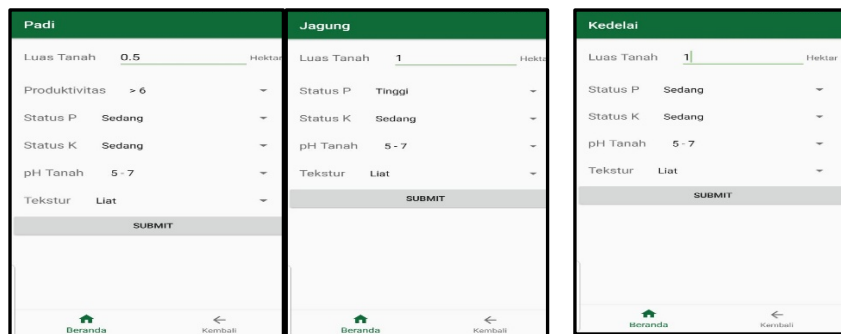 Padi
Luas Tanah 0.5 Hektar
Produktivitas > 6
Status P Sedang
Status K Sedang
pH Tanah 5 - 7
Tekstur Liat
SUBMIT
Beranda Kembali
Jagung
Luas Tanah 1 Hekta
Status P Tinggi
Status K Sedang
pH Tanah 5 - 7
Tekstur Liat
SUBMIT
Beranda Kembali
Kedelai
Luas Tanah 1 Hektar
Status P Sedang
Status K Sedang
pH Tanah 5 - 7
Tekstur Liat
SUBMIT
Beranda Kembali